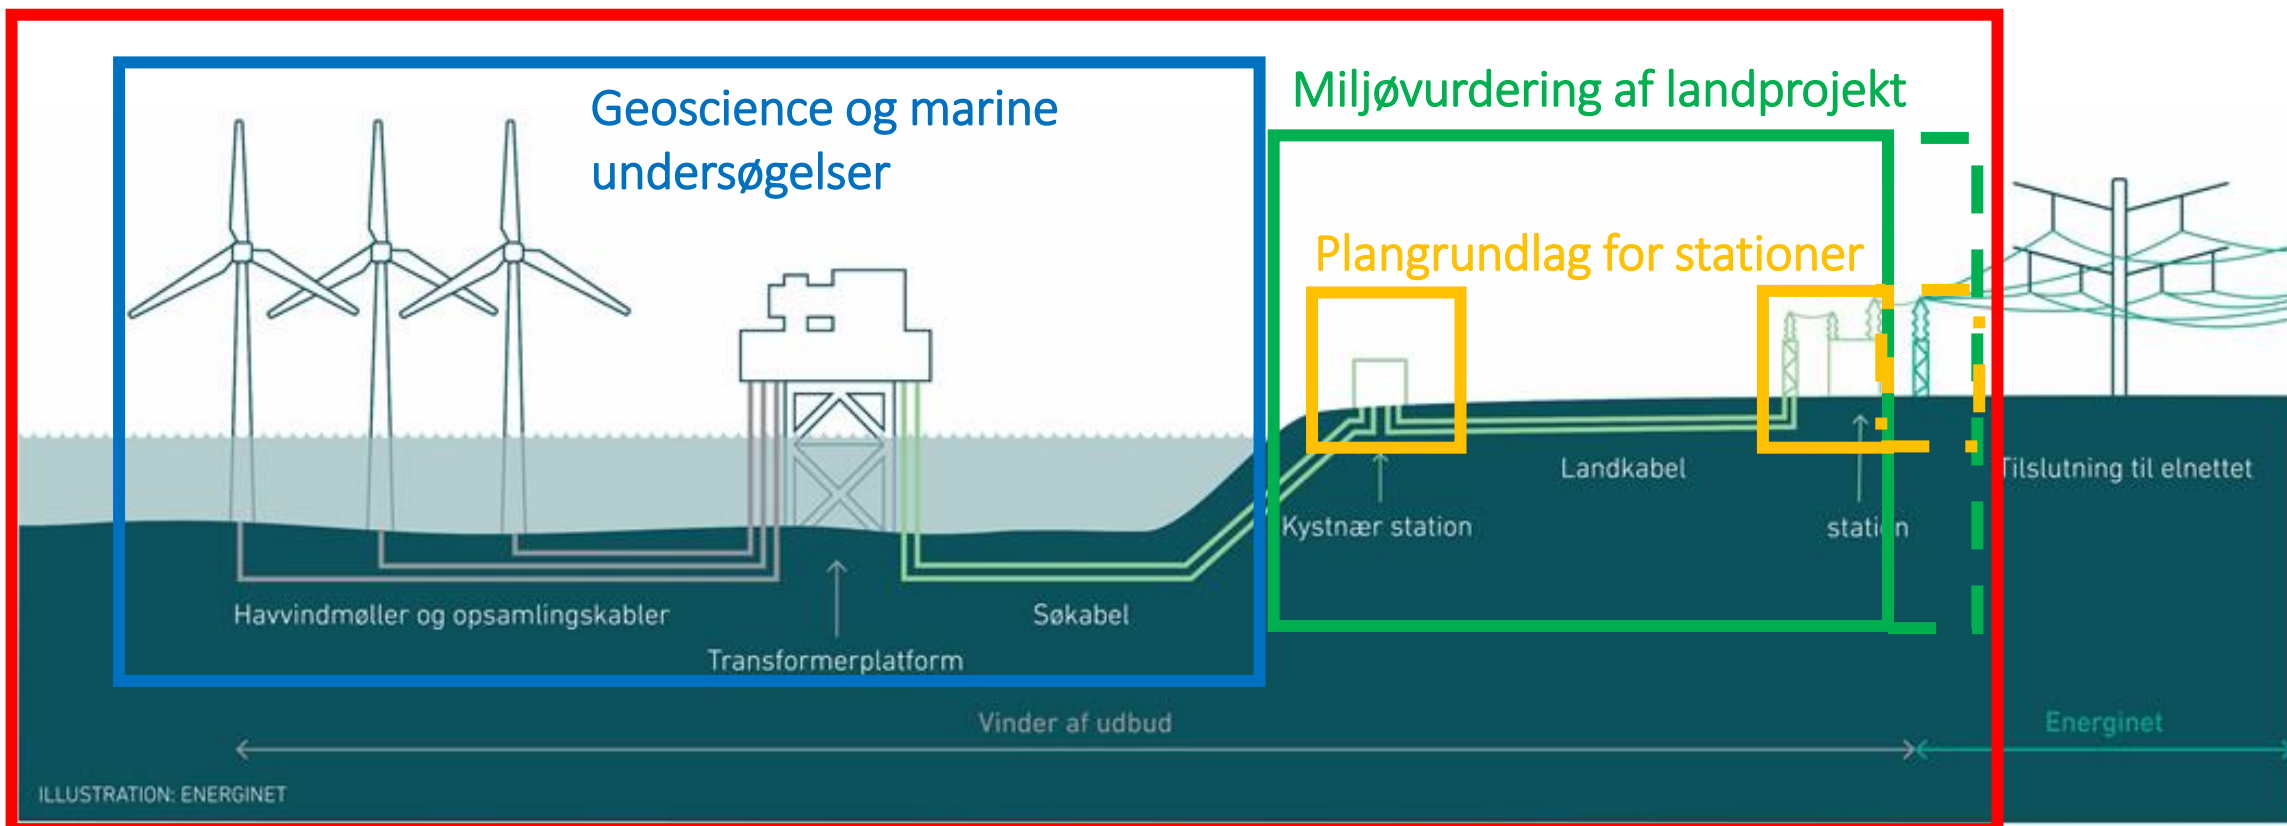 Geoscience og marine
undersøgelser
Miljøvurdering af landprojekt
Plangrundlag for stationer
Tilslutning til elnettet
Landkabel
Kystnær station
station
Havvindmøller og opsamlingskabler
Søkabel
Transformerplatform
Vinder af udbud
Energinet
ILLUSTRATION: ENERGINET